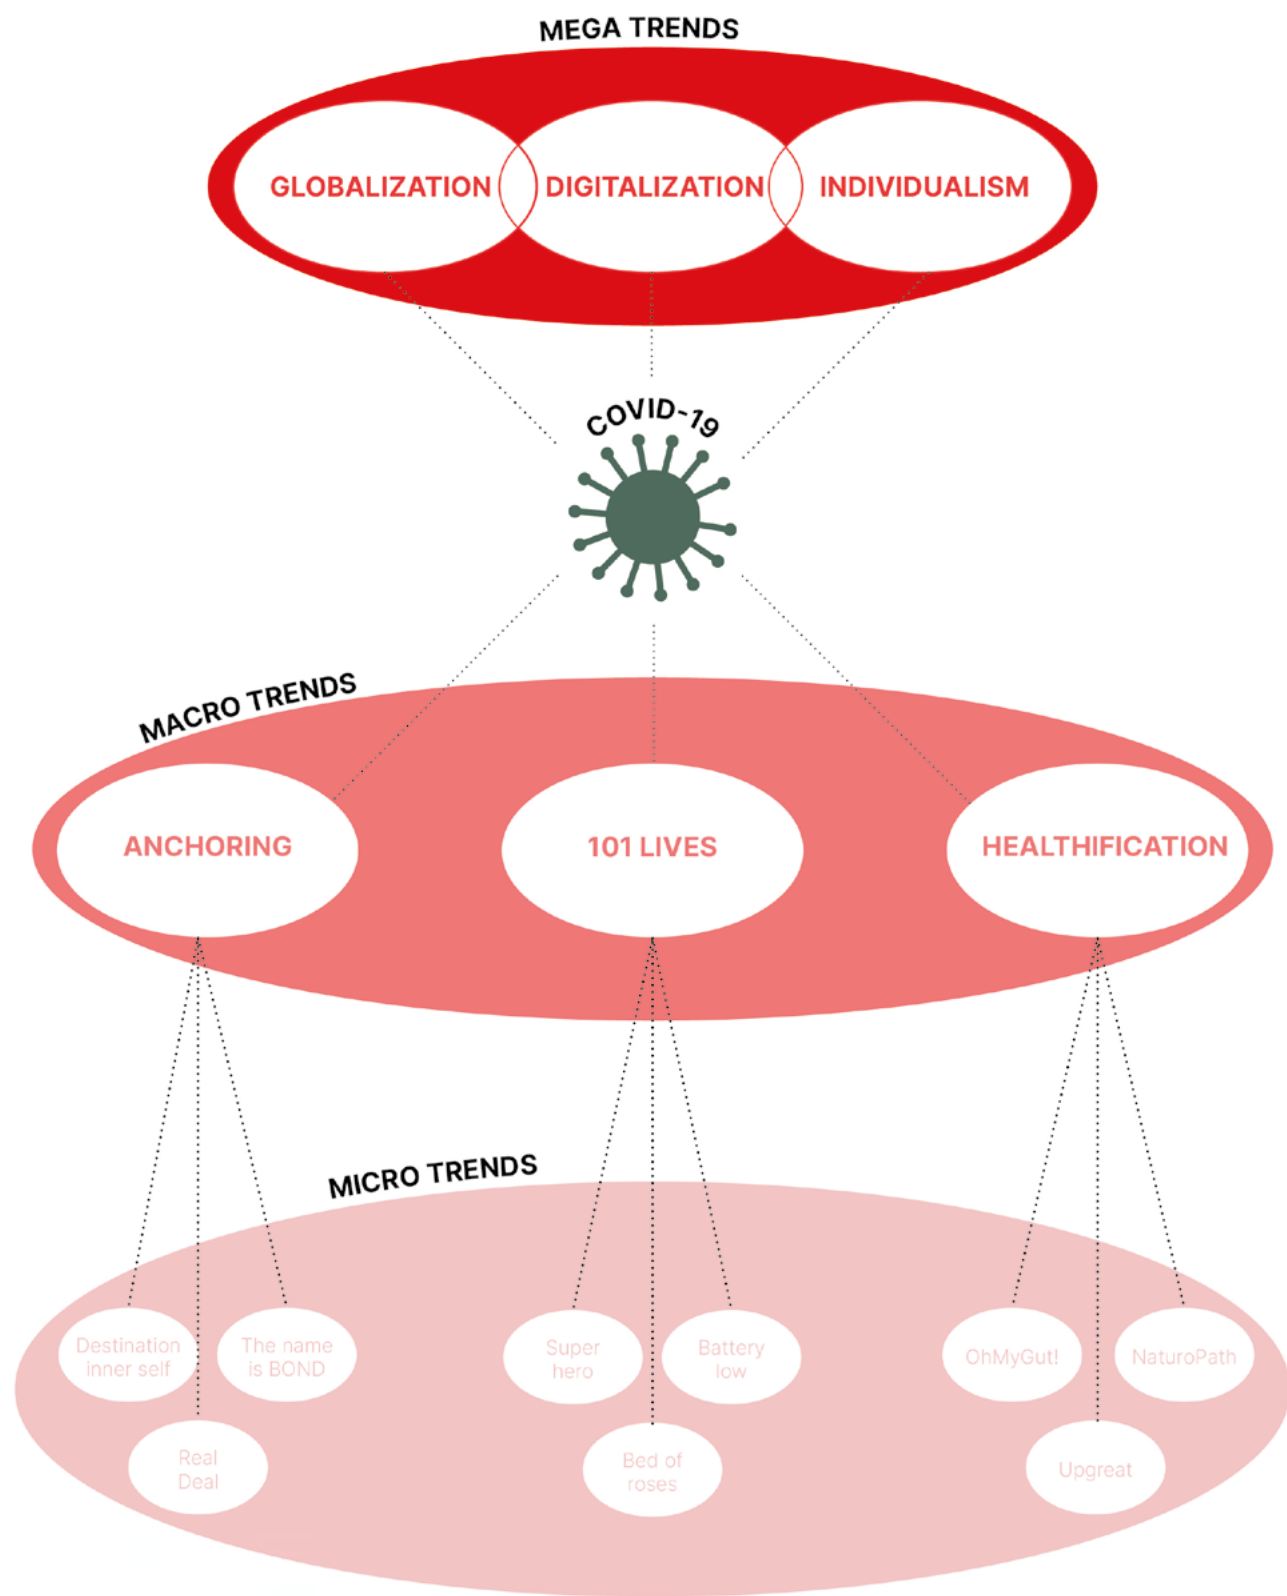 MEGA TRENDS
GLOBALIZATION
DIGITALIZATION
INDIVIDUALISM
COVID-19
MACRO TRENDS
ANCHORING
101 LIVES
HEALTHIFICATION
MICRO TRENDS
Destination
inner self
The name
is BOND
Real
Deal
Super
hero
Battery
low
Bed of
roses
OhMyGut!
NaturoPath
Upgreat